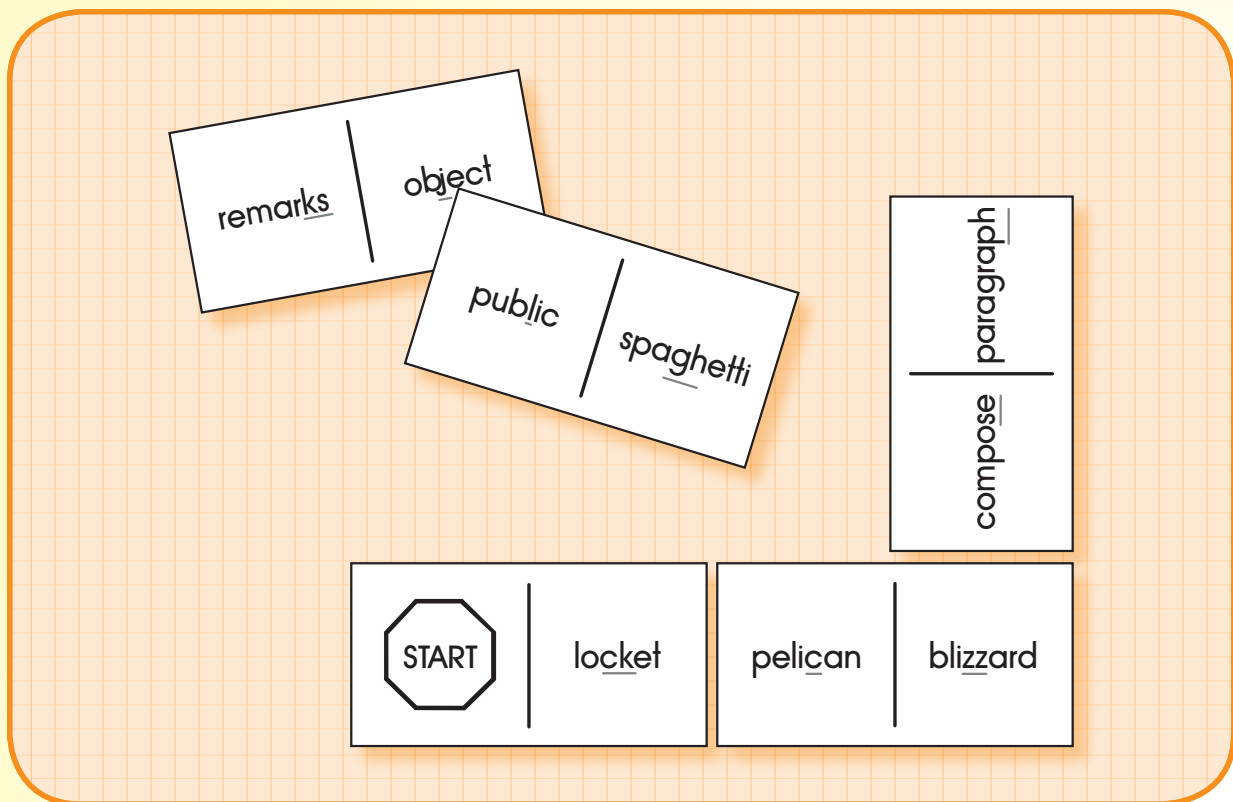 remarks
object
public
spaghetti
paragraph
compose
START
locket
pelican
blizzard